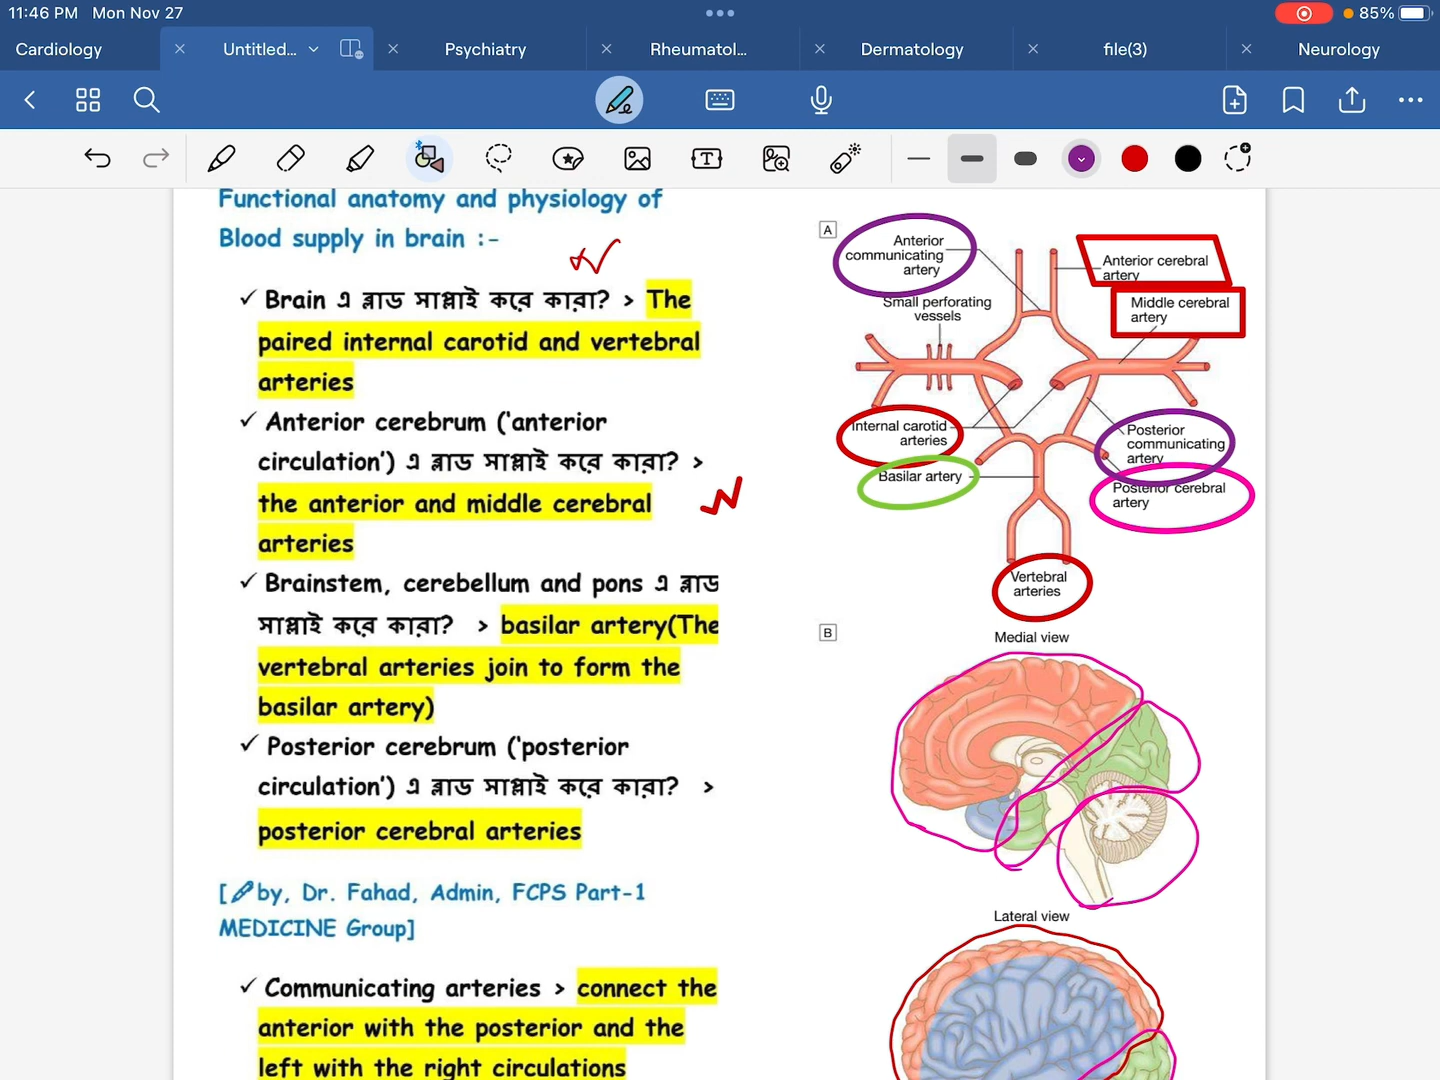 11:46 PM Mon Nov 27
85%
Cardiology
Untitled...
Psychiatry
Rheumatol...
Dermatology
file(3)
Neurology
Functional anatomy and physiology of
Blood supply in brain :-
✓ Brain এ ব্লাড সাপ্লাই করে কারা? > The
paired internal carotid and vertebral
arteries
✓ Anterior cerebrum ('anterior
circulation') এ ব্লাড সাপ্লাই করে কারা? >
the anterior and middle cerebral
arteries
✓ Brainstem, cerebellum and pons এ ব্লাড
সাপ্লাই করে কারা? > basilar artery(The
vertebral arteries join to form the
basilar artery)
✓ Posterior cerebrum ('posterior
circulation') এ ব্লাড সাপ্লাই করে কারা? >
posterior cerebral arteries
[by, Dr. Fahad, Admin, FCPS Part-1
MEDICINE Group]
✓ Communicating arteries > connect the
anterior with the posterior and the
left with the right circulations
A
Anterior
communicating
artery
Anterior cerebral
artery
Small perforating
vessels
Middle cerebral
artery
Internal carotid
arteries
Posterior
communicating
artery
Basilar artery
Posterior cerebral
artery
Vertebral
arteries
B
Medial view
Lateral view